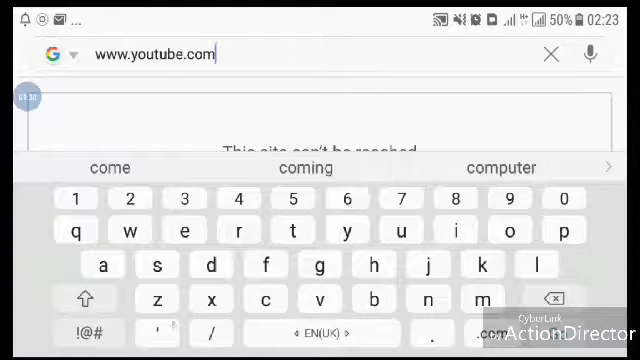 ... 50% 02:23
G www.youtube.com
This site can't be reached
come coming computer
1 2 3 4 5 6 7 8 9 0
q w e r t y u i o p
a s d f g h j k l
z x c v b n m
!@# ' / EN(UK) . .com
CyberLink
ActionDirector